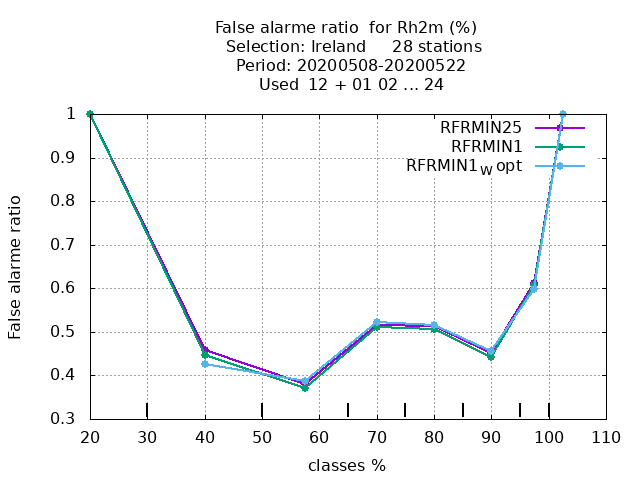 False alarme ratio  for Rh2m (%)
Selection: Ireland     28 stations
Period: 20200508-20200522
Used  12 + 01 02 ... 24
RFRMIN25
RFRMIN1
RFRMIN1W opt
False alarme ratio
1
0.9
0.8
0.7
0.6
0.5
0.4
0.3
20 30 40 50 60 70 80 90 100 110
classes %